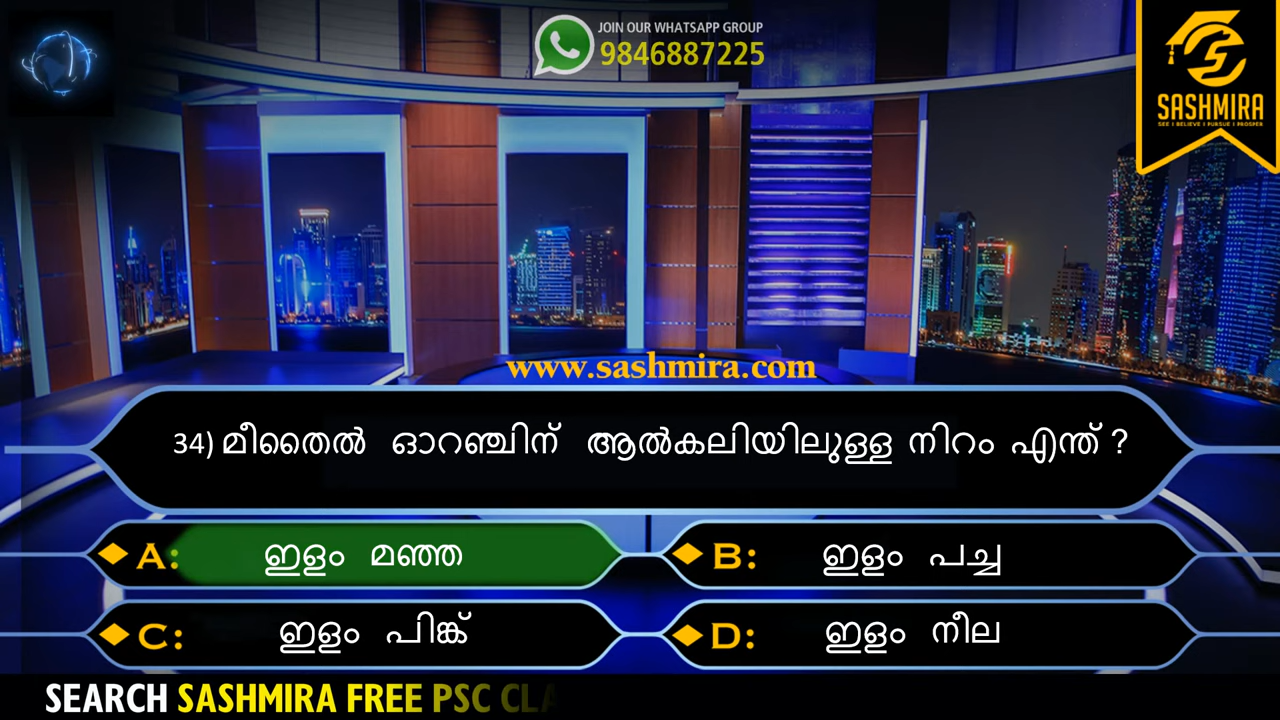 JOIN OUR WHATSAPP GROUP
9846887225
SASHMIRA
SEE I BELIEVE I PURSUE I PROSPER
www.sashmira.com
34) മീതൈൽ ഓറഞ്ചിന് ആൽകലിയിലുള്ള നിറം എന്ത് ?
A: ഇളം മഞ്ഞ
B: ഇളം പച്ച
C: ഇളം പിങ്ക്
D: ഇളം നീല
SEARCH SASHMIRA FREE PSC CLA